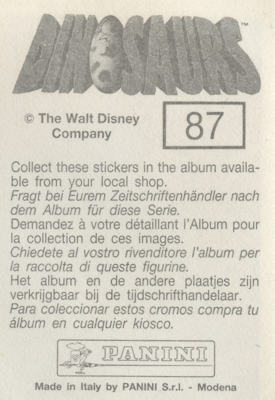 DINOSAURS™
© The Walt Disney
Company
87
Collect these stickers in the album availa-
ble from your local shop.
Fragt bei Eurem Zeitschriftenhändler nach
dem Album für diese Serie.
Demandez à votre détaillant l'Album pour
la collection de ces images.
Chiedete al vostro rivenditore l'album per
la raccolta di queste figurine.
Het album en de andere plaatjes zijn
verkrijgbaar bij de tijdschrifthandelaar.
Para coleccionar estos cromos compra tu
álbum en cualquier kiosco.
PANINI
Made in Italy by PANINI S.r.l. - Modena